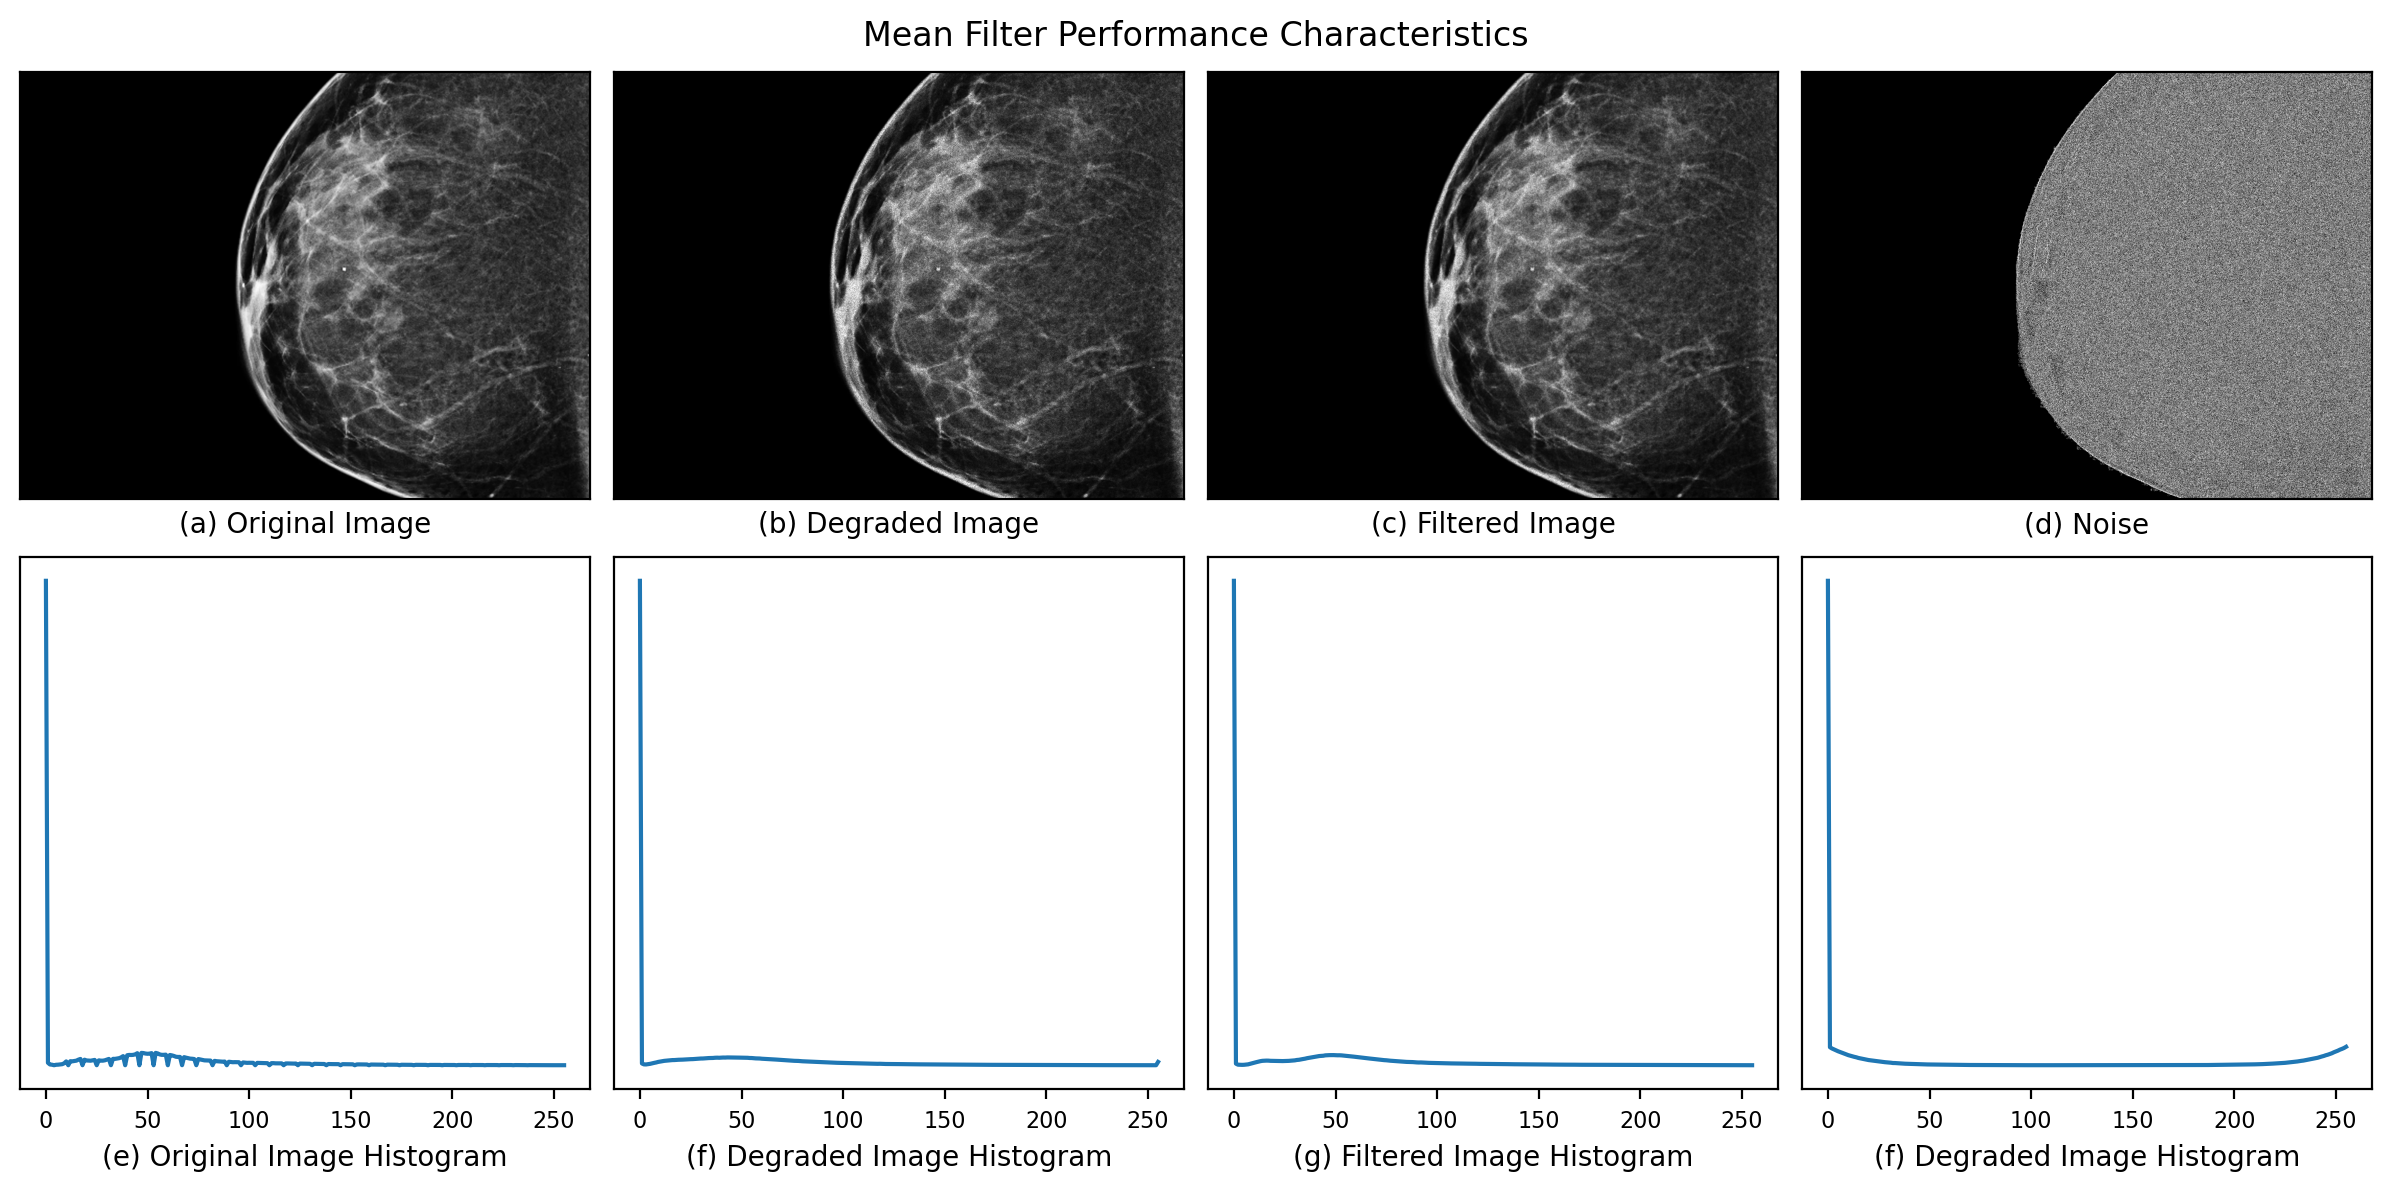 Mean Filter Performance Characteristics
(a) Original Image
(b) Degraded Image
(c) Filtered Image
(d) Noise
0 50 100 150 200 250
0 50 100 150 200 250
0 50 100 150 200 250
0 50 100 150 200 250
(e) Original Image Histogram
(f) Degraded Image Histogram
(g) Filtered Image Histogram
(f) Degraded Image Histogram